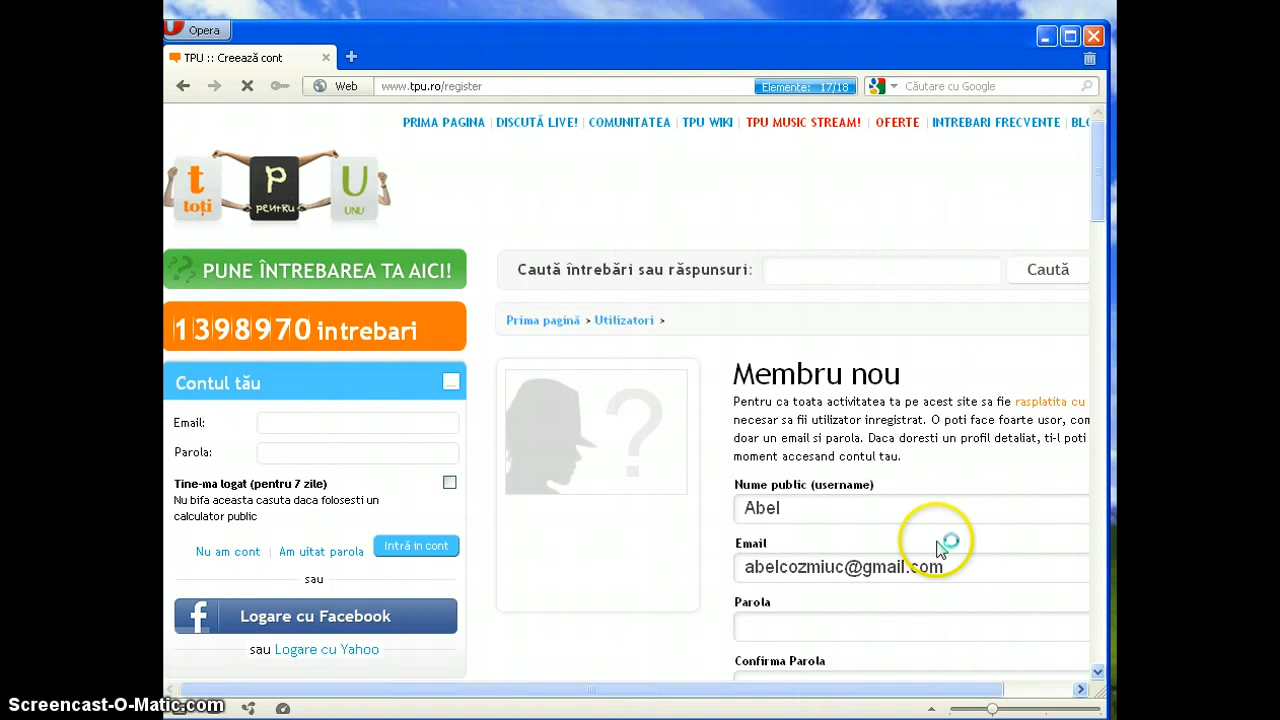 Opera
TPU :: Creează cont
Web
www.tpu.ro/register
Elemente: 17/18
Căutare cu Google
PRIMA PAGINA | DISCUTĂ LIVE! | COMUNITATEA | TPU WIKI | TPU MUSIC STREAM! | OFERTE | INTREBARI FRECVENTE | BLO
t
toți
P
pentru
U
UNU
PUNE ÎNTREBAREA TA AICI!
Caută întrebări sau răspunsuri:
Caută
1398970 intrebari
Prima pagină > Utilizatori >
Contul tău
Email:
Parola:
Tine-ma logat (pentru 7 zile)
Nu bifa aceasta casuta daca folosesti un
calculator public
Nu am cont
Am uitat parola
Intră in cont
sau
Logare cu Facebook
sau Logare cu Yahoo
?
Membru nou
Pentru ca toata activitatea ta pe acest site sa fie rasplatita cu
necesar sa fii utilizator inregistrat. O poti face foarte usor, com
doar un email si parola. Daca doresti un profil detaliat, ti-l poti
moment accesand contul tau.
Nume public (username)
Abel
Email
abelcozmiuc@gmail.com
Parola
Confirma Parola
Screencast-O-Matic.com